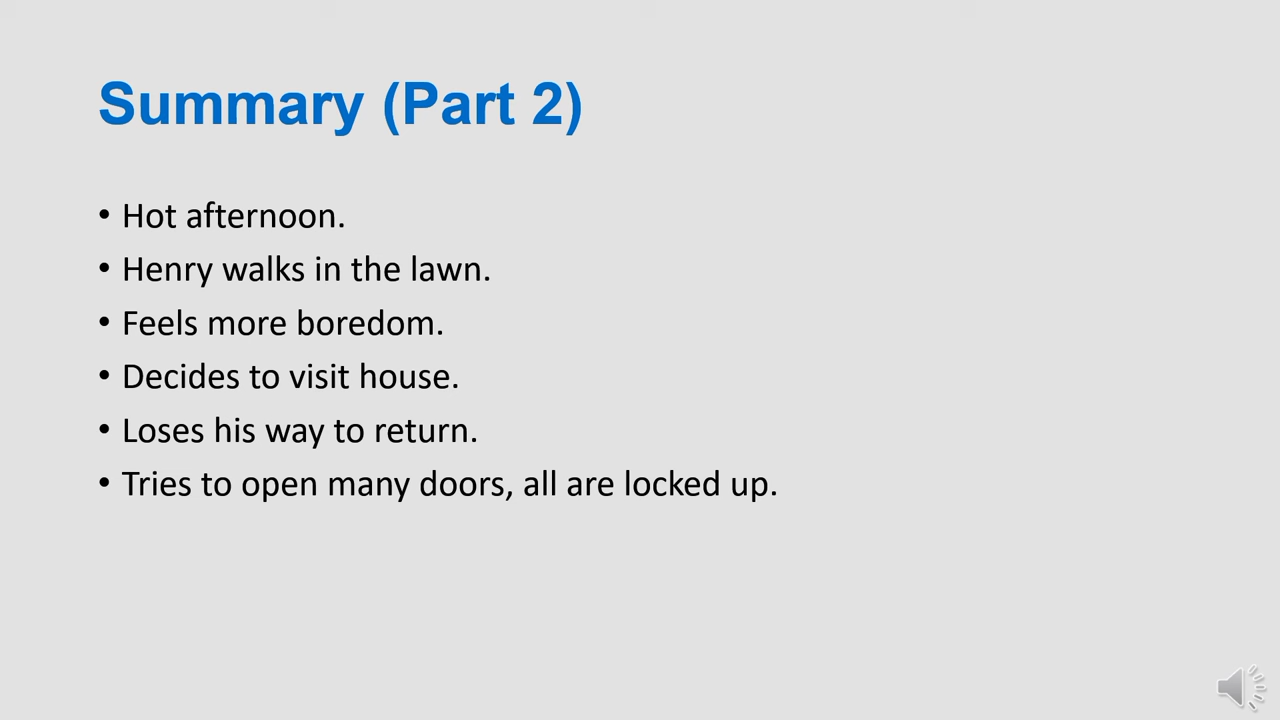 Summary (Part 2)
• Hot afternoon.
• Henry walks in the lawn.
• Feels more boredom.
• Decides to visit house.
• Loses his way to return.
• Tries to open many doors, all are locked up.